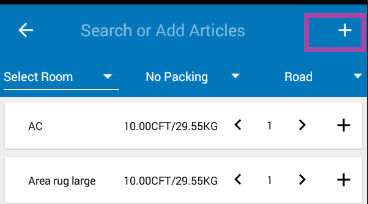 Search or Add Articles
Select Room No Packing Road
AC 10.00CFT/29.55KG 1
Area rug large 10.00CFT/29.55KG 1